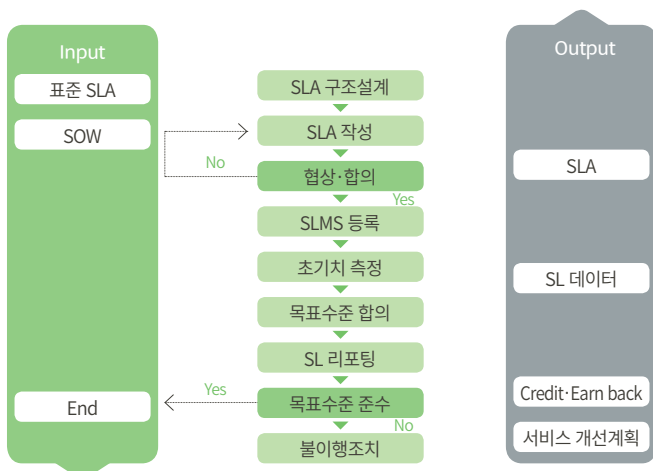 Input
표준 SLA
SOW
End
SLA 구조설계
SLA 작성
No
협상·합의
Yes
SLMS 등록
초기치 측정
목표수준 합의
SL 리포팅
Yes
목표수준 준수
No
불이행조치
Output
SLA
SL 데이터
Credit·Earn back
서비스 개선계획